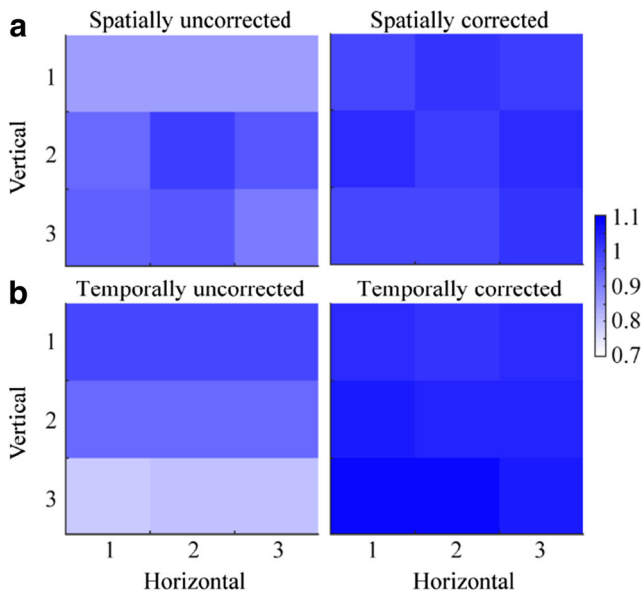 a
Spatially uncorrected
Spatially corrected
Vertical
1
2
3
b
Temporally uncorrected
Temporally corrected
Vertical
1
2
3
1 2 3
1 2 3
Horizontal
Horizontal
1.1
1
0.9
0.8
0.7